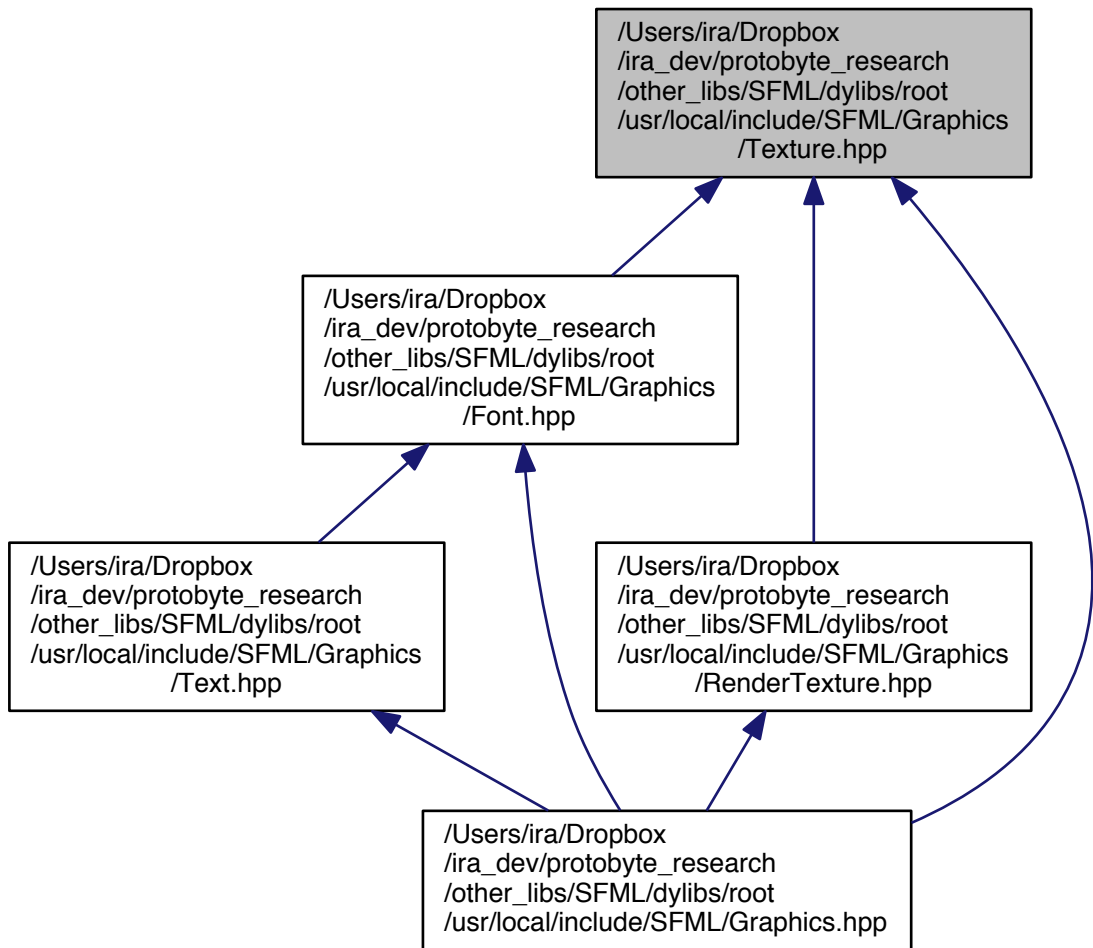 /Users/ira/Dropbox
/ira_dev/protobyte_research
/other_libs/SFML/dylibs/root
/usr/local/include/SFML/Graphics
/Texture.hpp
/Users/ira/Dropbox
/ira_dev/protobyte_research
/other_libs/SFML/dylibs/root
/usr/local/include/SFML/Graphics
/Font.hpp
/Users/ira/Dropbox
/ira_dev/protobyte_research
/other_libs/SFML/dylibs/root
/usr/local/include/SFML/Graphics
/Text.hpp
/Users/ira/Dropbox
/ira_dev/protobyte_research
/other_libs/SFML/dylibs/root
/usr/local/include/SFML/Graphics
/RenderTexture.hpp
/Users/ira/Dropbox
/ira_dev/protobyte_research
/other_libs/SFML/dylibs/root
/usr/local/include/SFML/Graphics.hpp